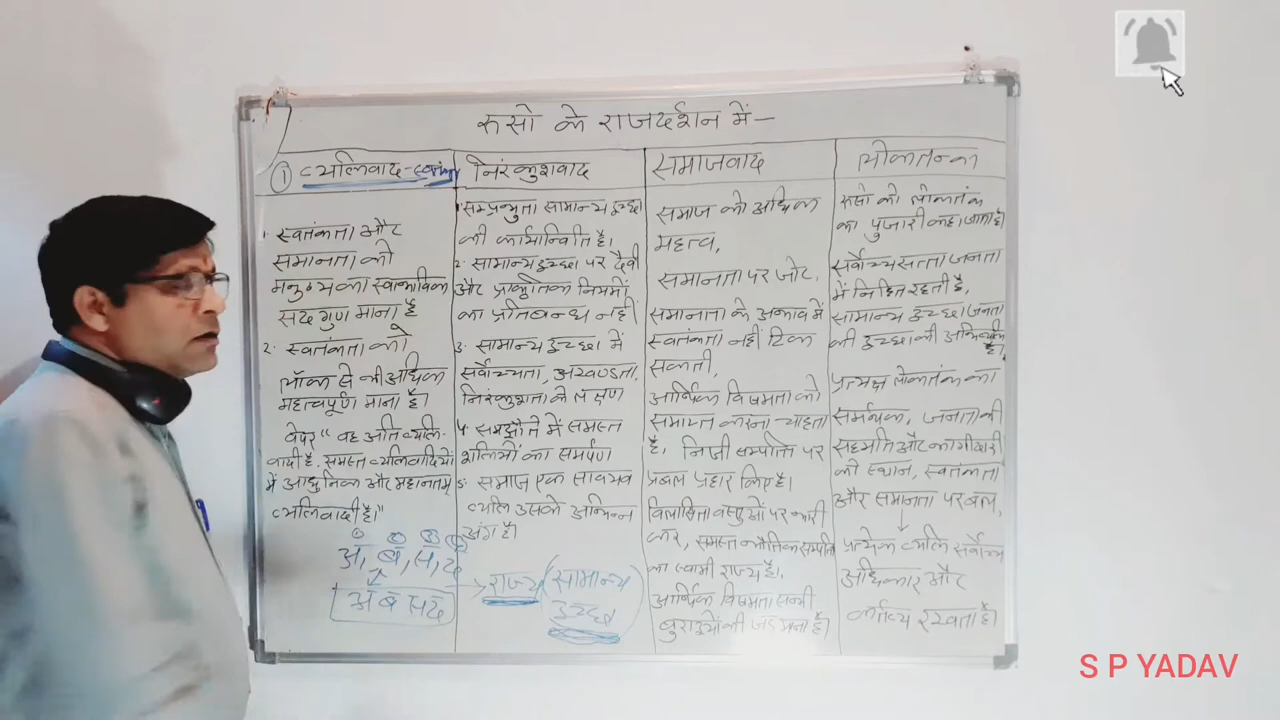 रूसो के राजदर्शन में —
① व्यक्तिवाद-
1. स्वतंत्रता और
समानता को
मनुष्य का स्वाभाविक
सद गुण माना है
2. स्वतंत्रता को
लॉक से भी अधिक
महत्वपूर्ण माना है।
वेपर "वह अति व्यक्ति-
वादी है. समस्त व्यक्तिवादियों
में आधुनिक और महानतम्
व्यक्तिवादी है।"
अ, ब, स, द
अ ब स द
→ राज्य (सामान्य
इच्छा)
निरंकुशवाद
1. सम्प्रभुता सामान्य इच्छा
की कार्यान्विति है।
2. सामान्य इच्छा पर दैवी
और प्राकृतिक नियमों
का प्रतिबन्ध नहीं
3. सामान्य इच्छा में
सर्वोच्चता, अखण्डता,
निरंकुशता के लक्षण
4. समझौते में समस्त
शक्तियों का समर्पण
5. समाज एक सावयव
व्यक्ति उसके अभिन्न
अंग है।
समाजवाद
समाज को अधिक
महत्व,
समानता पर जोर,
समानता के अभाव में
स्वतंत्रता नहीं टिक
सकती,
आर्थिक विषमता को
समाप्त करना चाहता
है, निजी सम्पत्ति पर
प्रबल प्रहार किए है।
विलासिता वस्तुओं पर भारी
कर, समस्त भौतिक सम्पत्ति
का स्वामी राज्य है।
आर्थिक विषमता सभी
बुराइयों की जड़ माना है।
लोकतन्त्र
रूसो को लोकतंत्र
का पुजारी कहा जाता है।
सर्वोच्च सत्ता जनता
में निहित रहती है,
सामान्य इच्छा जनता
की इच्छा की अभिव्यक्ति
है।
प्रत्यक्ष लोकतंत्र का
समर्थक, जनता की
सहमति और भागीदारी
को स्थान, स्वतंत्रता
और समानता पर बल,
प्रत्येक व्यक्ति सर्वोच्च
अधिकार और
कर्तव्य रखता है।
S P YADAV